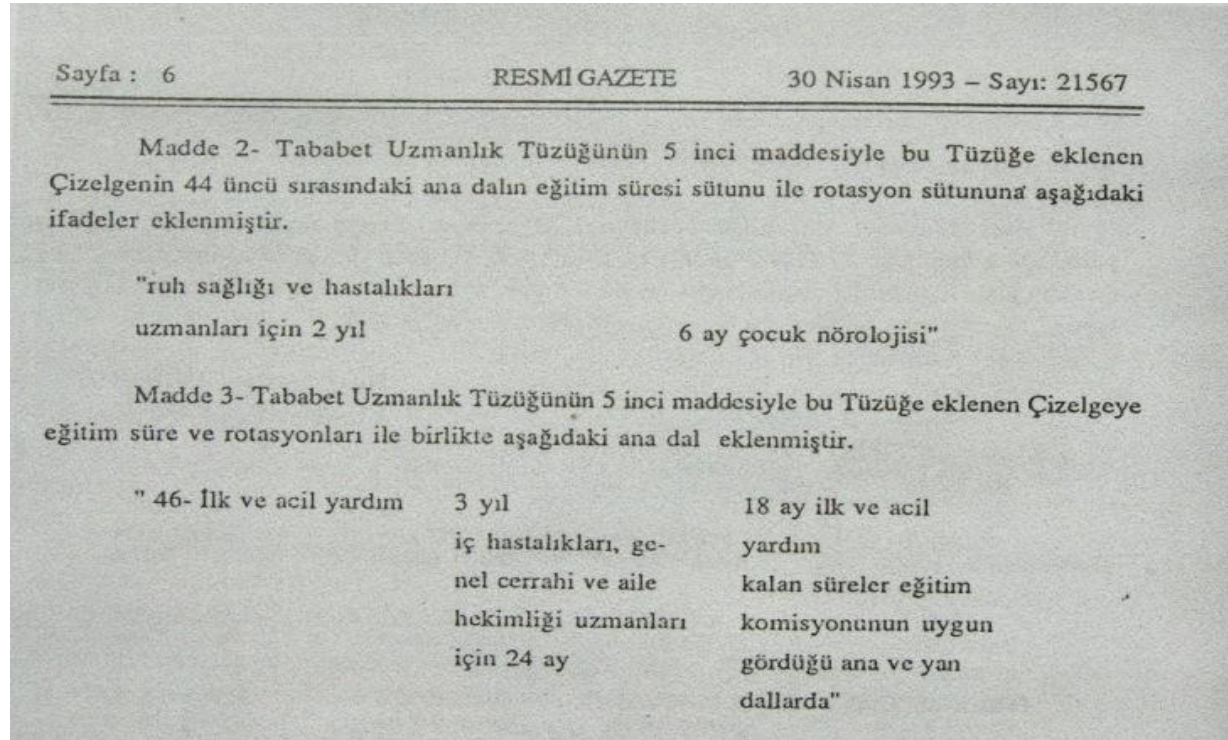 Sayfa : 6 RESMİ GAZETE 30 Nisan 1993 – Sayı: 21567
Madde 2- Tababet Uzmanlık Tüzüğünün 5 inci maddesiyle bu Tüzüğe eklenen
Çizelgenin 44 üncü sırasındaki ana dalın eğitim süresi sütunu ile rotasyon sütununa aşağıdaki
ifadeler eklenmiştir.
"ruh sağlığı ve hastalıkları
uzmanları için 2 yıl 6 ay çocuk nörolojisi"
Madde 3- Tababet Uzmanlık Tüzüğünün 5 inci maddesiyle bu Tüzüğe eklenen Çizelgeye
eğitim süre ve rotasyonları ile birlikte aşağıdaki ana dal eklenmiştir.
" 46- İlk ve acil yardım 3 yıl 18 ay ilk ve acil
iç hastalıkları, ge- yardım
nel cerrahi ve aile kalan süreler eğitim
hekimliği uzmanları komisyonunun uygun
için 24 ay gördüğü ana ve yan
dallarda"